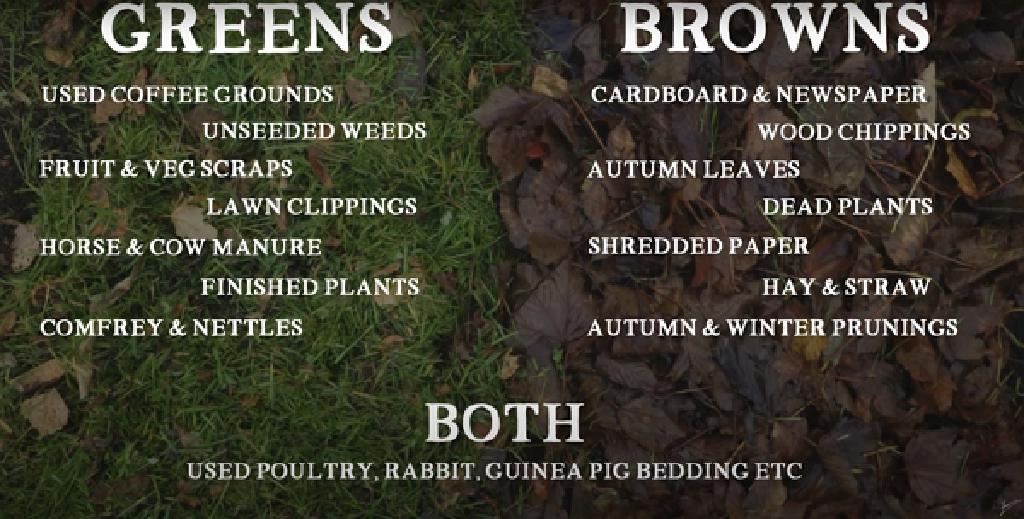 GREENS
USED COFFEE GROUNDS
UNSEEDED WEEDS
FRUIT & VEG SCRAPS
LAWN CLIPPINGS
HORSE & COW MANURE
FINISHED PLANTS
COMFREY & NETTLES
BROWNS
CARDBOARD & NEWSPAPER
WOOD CHIPPINGS
AUTUMN LEAVES
DEAD PLANTS
SHREDDED PAPER
HAY & STRAW
AUTUMN & WINTER PRUNINGS
BOTH
USED POULTRY, RABBIT, GUINEA PIG BEDDING ETC